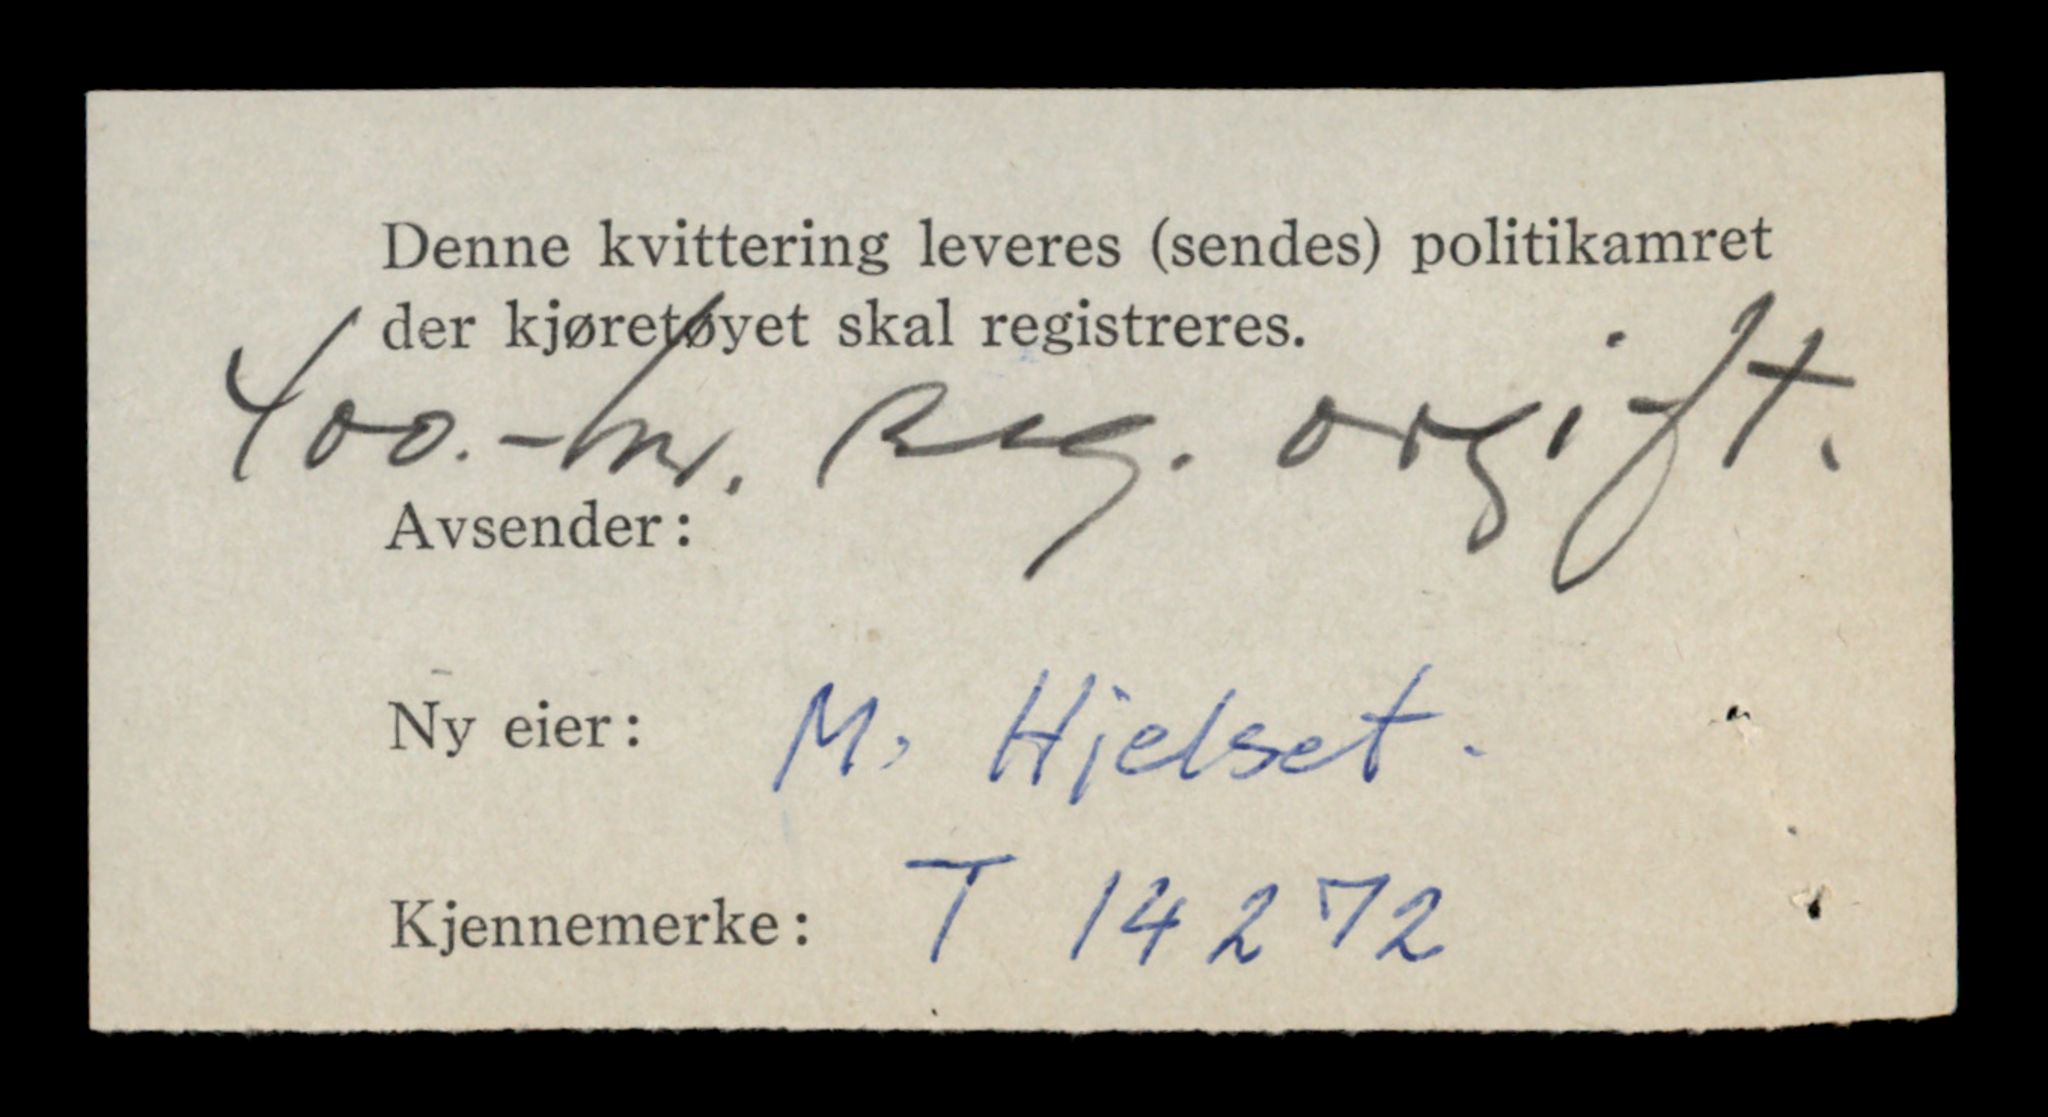 Denne kvittering leveres (sendes) politikamret
der kjøretøyet skal registreres.
400.- kr. Reg. avgift.
Avsender:
Ny eier: M. Hjelset.
Kjennemerke: T 14272